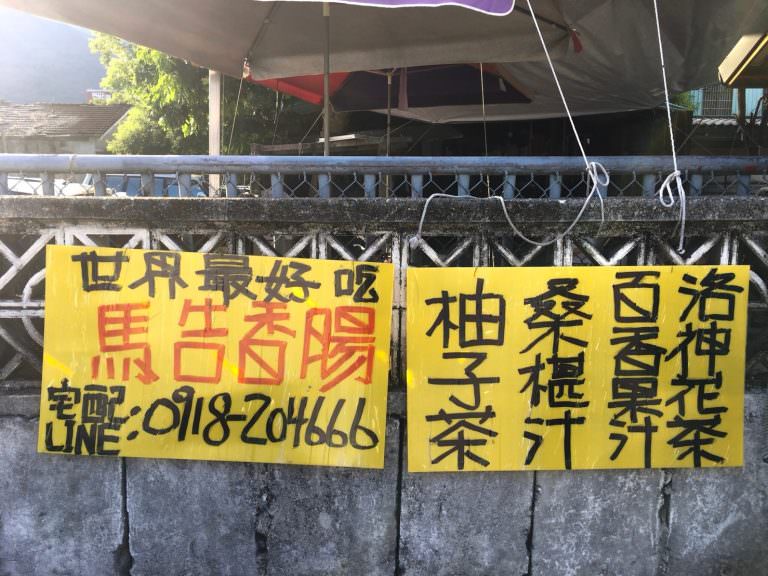 世界最好吃
馬告香腸
宅配
LINE:0918-204666
洛神花茶
百香果汁
桑椹汁
柚子茶